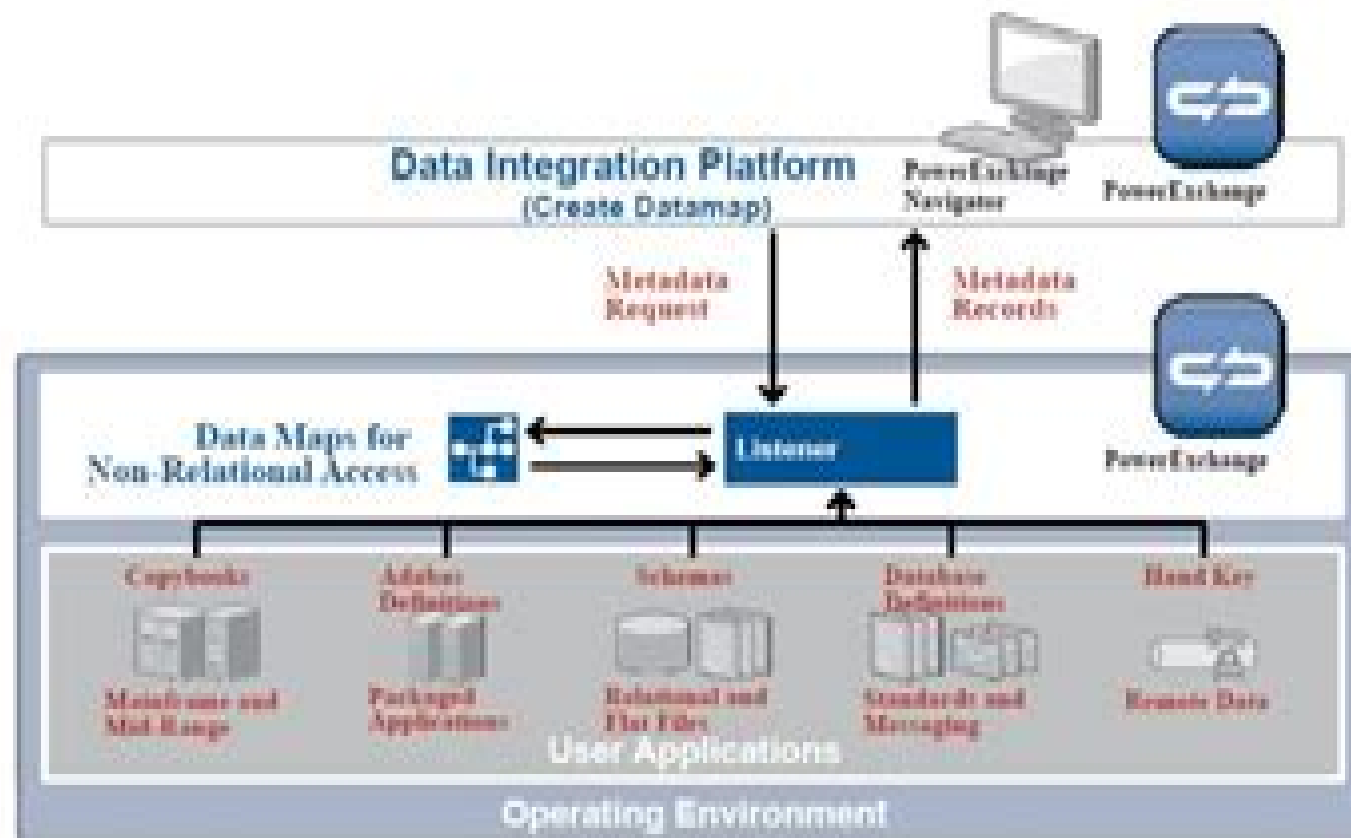 Data Integration Platform
(Create Datamap)
PowerExchange
Navigator
PowerExchange
Metadata
Request
Metadata
Records
Data Maps for
Non-Relational Access
Listener
PowerExchange
Copybooks
Adabas
Definitions
Schemas
Database
Definitions
Hand Key
Mainframe and
Mid-Range
Packaged
Applications
Relational and
Flat Files
Standards and
Messaging
Remote Data
User Applications
Operating Environment